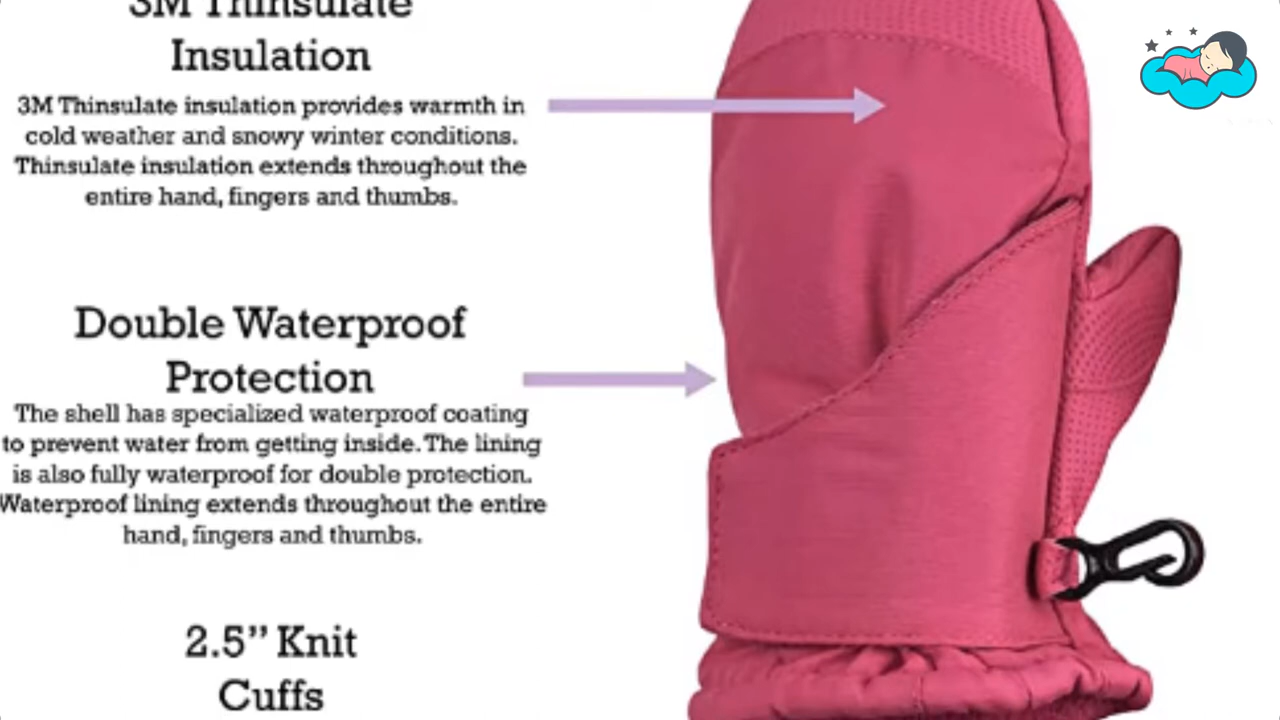 3M Thinsulate
Insulation
3M Thinsulate insulation provides warmth in
cold weather and snowy winter conditions.
Thinsulate insulation extends throughout the
entire hand, fingers and thumbs.
Double Waterproof
Protection
The shell has specialized waterproof coating
to prevent water from getting inside. The lining
is also fully waterproof for double protection.
Waterproof lining extends throughout the entire
hand, fingers and thumbs.
2.5” Knit
Cuffs